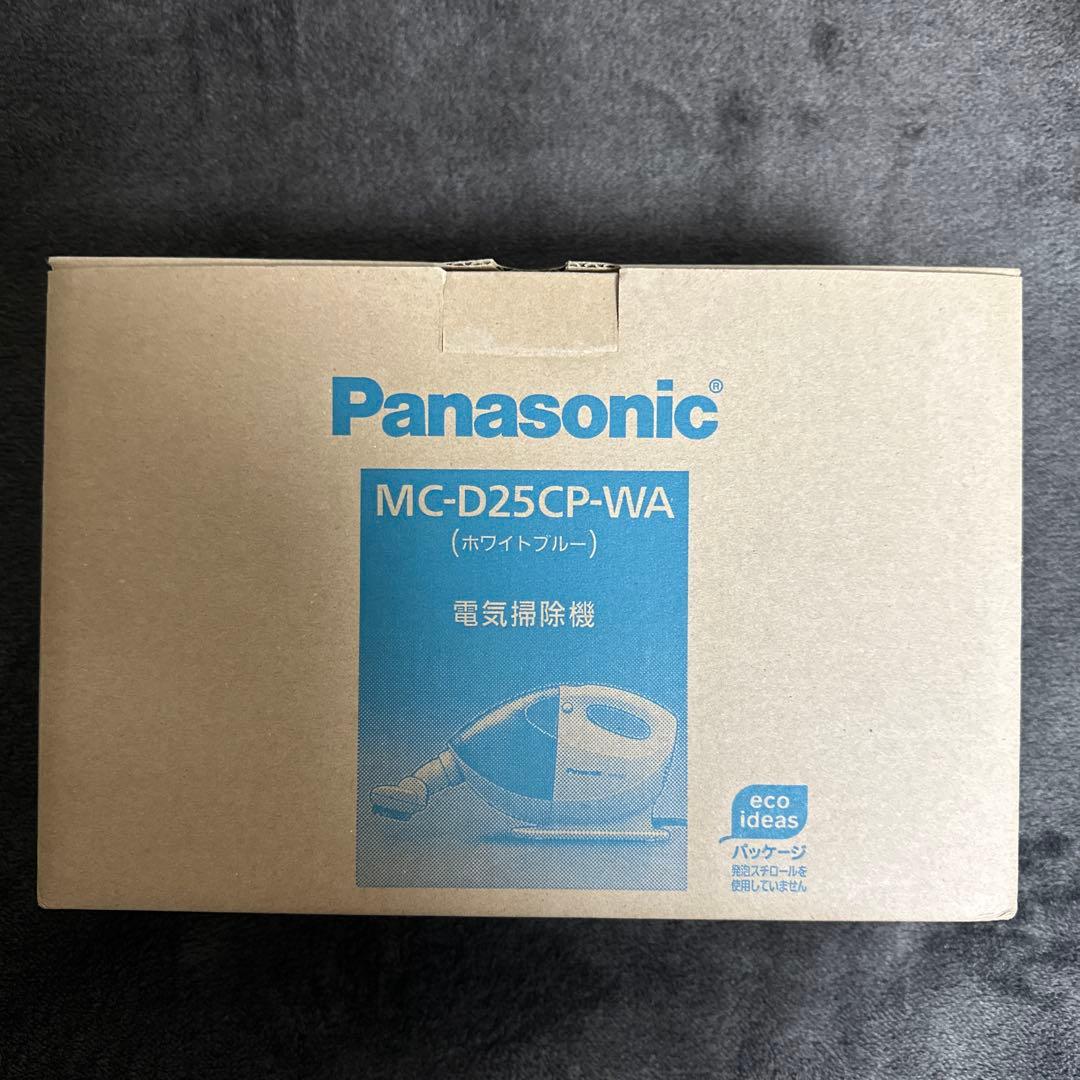 Panasonic®
MC-D25CP-WA
(ホワイトブルー)
電気掃除機
Panasonic
eco
ideas
パッケージ
発泡スチロールを
使用していません